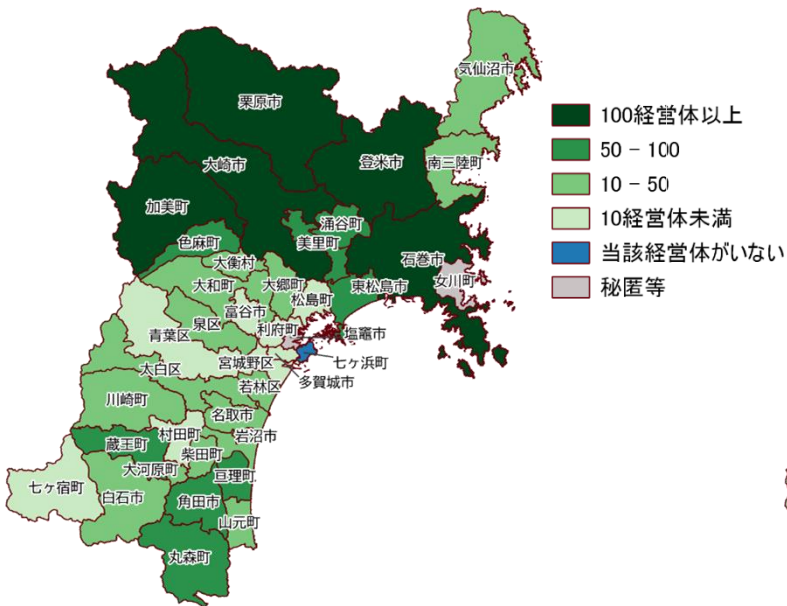 気仙沼市
栗原市
100経営体以上
50 - 100
登米市
南三陸町
大崎市
10 - 50
加美町
10経営体未満
涌谷町
色麻町
美里町
当該経営体がいない
石巻市
大衡村
女川町
大和町
大郷町
東松島市
秘匿等
松島町
富谷市
泉区
利府町
塩竈市
青葉区
宮城野区
七ヶ浜町
太白区
多賀城市
若林区
川崎町
名取市
村田町
岩沼市
蔵王町
柴田町
大河原町
亘理町
七ヶ宿町
白石市
角田市
山元町
丸森町